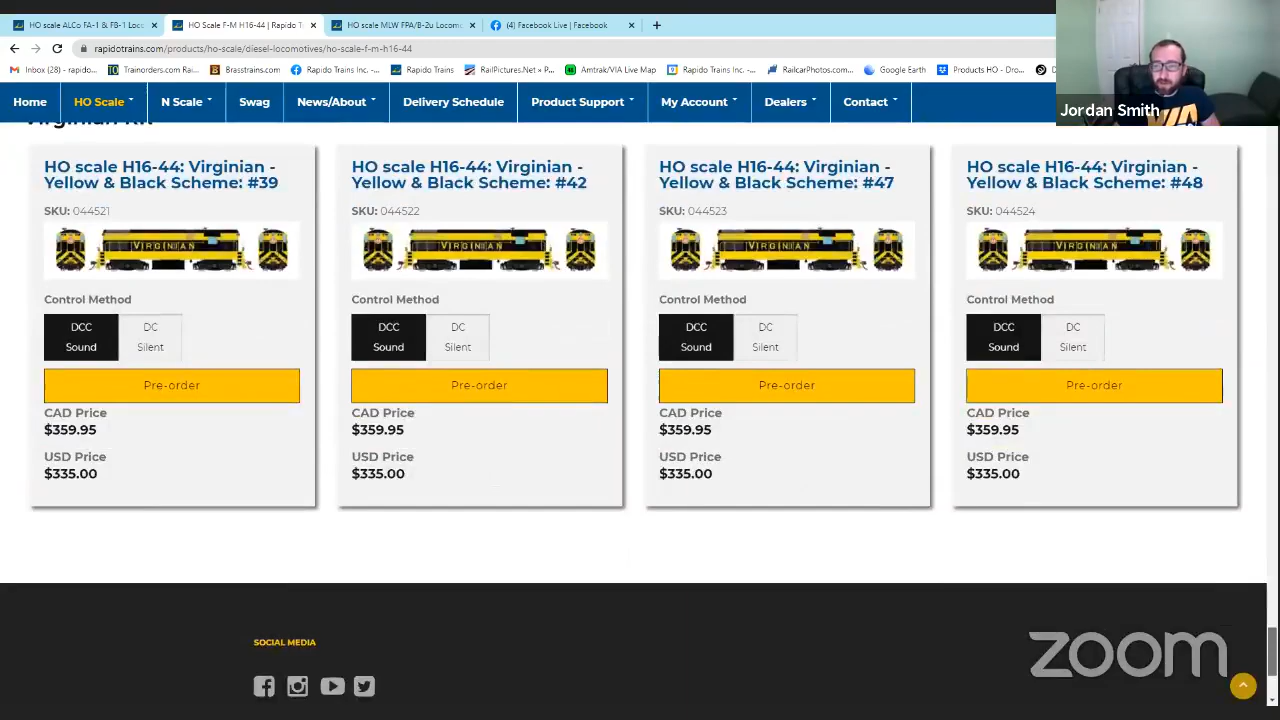 HO scale ALCo FA-1 & FB-1 Loco
HO Scale F-M H16-44 | Rapido T
HO scale MLW FPA/B-2u Locom
(4) Facebook Live | Facebook
rapidotrains.com/products/ho-scale/diesel-locomotives/ho-scale-f-m-h16-44
Inbox (28) - rapido...
Trainorders.com Rai...
Brasstrains.com
Rapido Trains Inc. -...
Rapido Trains
RailPictures.Net » P...
Amtrak/VIA Live Map
Rapido Trains Inc. -...
RailcarPhotos.com...
Google Earth
Products HO - Dro...
Home
HO Scale
N Scale
Swag
News/About
Delivery Schedule
Product Support
My Account
Dealers
Contact
Jordan Smith
HO scale H16-44: Virginian -
Yellow & Black Scheme: #39
SKU: 044521
VIRGINIAN
Control Method
DCC
Sound
DC
Silent
Pre-order
CAD Price
$359.95
USD Price
$335.00
HO scale H16-44: Virginian -
Yellow & Black Scheme: #42
SKU: 044522
VIRGINIAN
Control Method
DCC
Sound
DC
Silent
Pre-order
CAD Price
$359.95
USD Price
$335.00
HO scale H16-44: Virginian -
Yellow & Black Scheme: #47
SKU: 044523
VIRGINIAN
Control Method
DCC
Sound
DC
Silent
Pre-order
CAD Price
$359.95
USD Price
$335.00
HO scale H16-44: Virginian -
Yellow & Black Scheme: #48
SKU: 044524
VIRGINIAN
Control Method
DCC
Sound
DC
Silent
Pre-order
CAD Price
$359.95
USD Price
$335.00
SOCIAL MEDIA
zoom